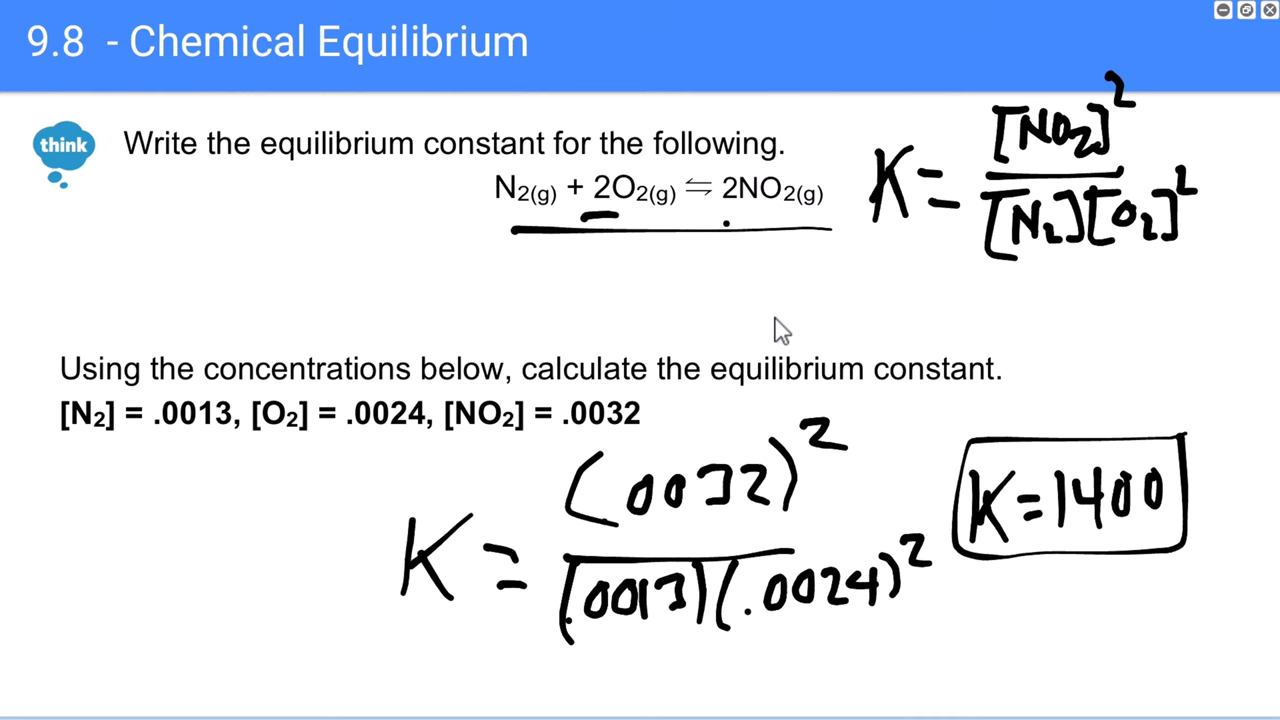 9.8 - Chemical Equilibrium
think
Write the equilibrium constant for the following.
N₂(g) + 2O₂(g) ⇋ 2NO₂(g)
K = [NO₂]² / [N₂][O₂]²
Using the concentrations below, calculate the equilibrium constant.
[N₂] = .0013, [O₂] = .0024, [NO₂] = .0032
K = (0032)² / (.0013)(.0024)²
K=1400